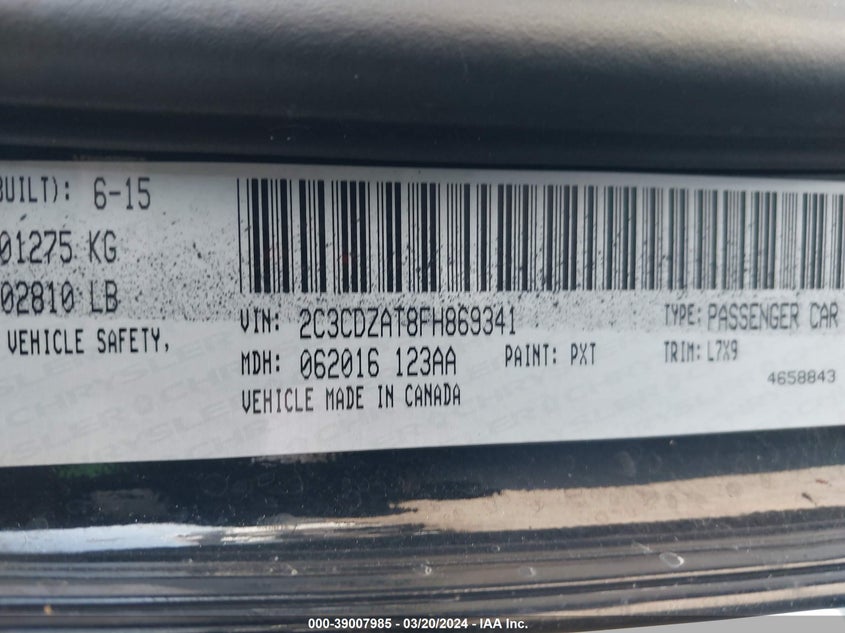 BUILT): 6-15
01275 KG
02810 LB
VEHICLE SAFETY,
VIN: 2C3CDZAT8FH869341 TYPE: PASSENGER CAR
MDH: 062016 123AA PAINT: PXT TRIM: L7X9
VEHICLE MADE IN CANADA 4658843
000-39007985 - 03/20/2024 - IAA Inc.